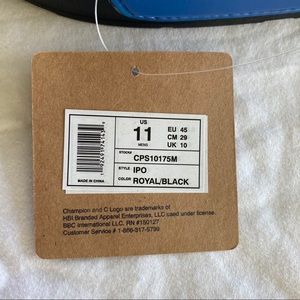 US
11
MENS
EU 45
CM 29
UK 10
STOCK#
CPS10175M
STYLE
IPO
COLOR
ROYAL/BLACK
MADE IN CHINA
Champion and C Logo are trademarks of
HBI Branded Apparel Enterprises, LLC used under license.
BBC International LLC. RN #150127
Customer Service # 1-866-317-5799